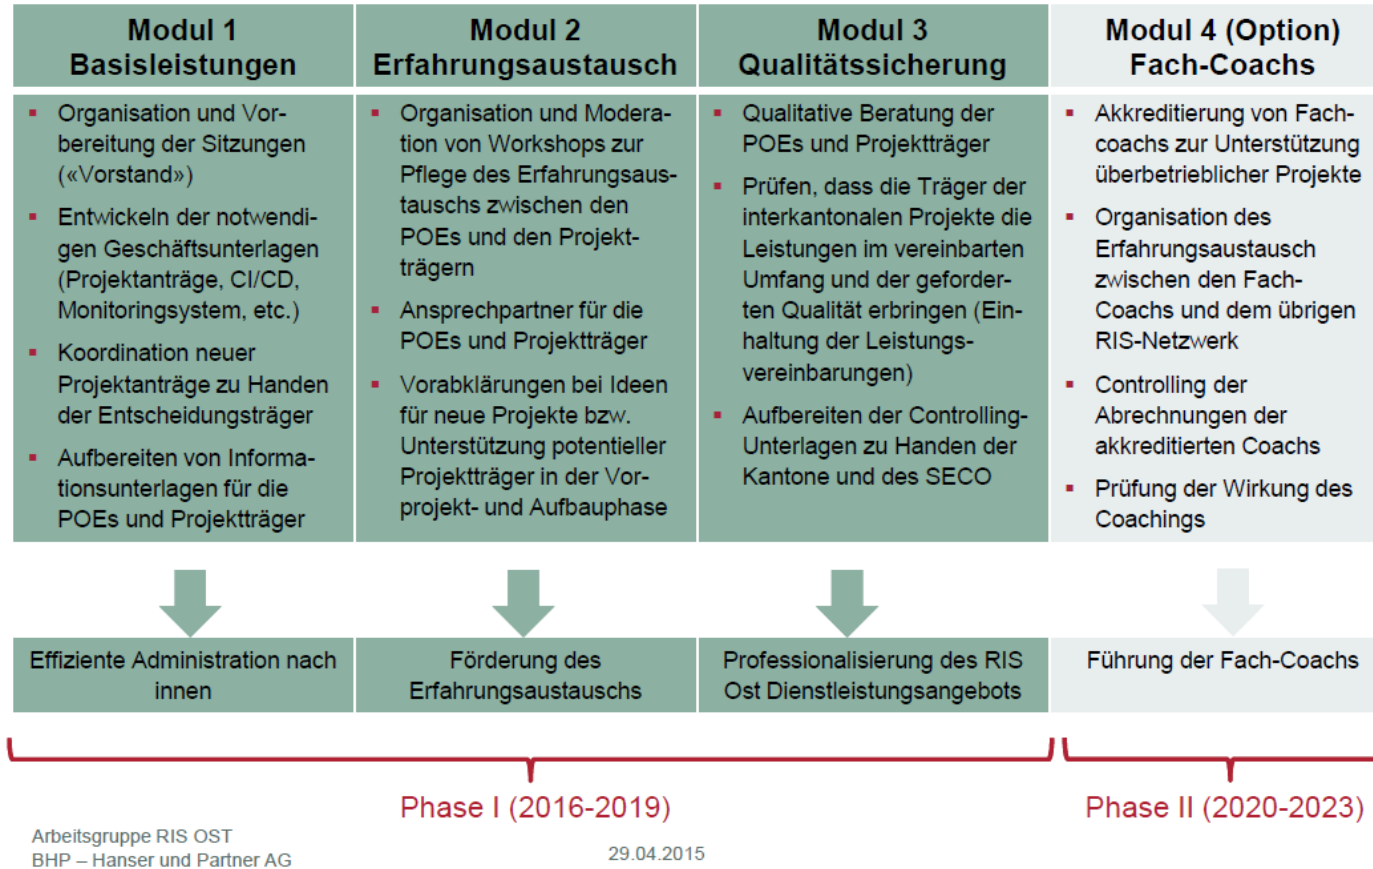 Modul 1
Basisleistungen
Modul 2
Erfahrungsaustausch
Modul 3
Qualitätssicherung
Modul 4 (Option)
Fach-Coachs
Organisation und Vor-
bereitung der Sitzungen
(«Vorstand»)
Entwickeln der notwendi-
gen Geschäftsunterlagen
(Projektanträge, CI/CD,
Monitoringsystem, etc.)
Koordination neuer
Projektanträge zu Handen
der Entscheidungsträger
Aufbereiten von Informa-
tionsunterlagen für die
POEs und Projektträger
Organisation und Modera-
tion von Workshops zur
Pflege des Erfahrungsaus-
tauschs zwischen den
POEs und den Projekt-
trägern
Ansprechpartner für die
POEs und Projektträger
Vorabklärungen bei Ideen
für neue Projekte bzw.
Unterstützung potentieller
Projektträger in der Vor-
projekt- und Aufbauphase
Qualitative Beratung der
POEs und Projektträger
Prüfen, dass die Träger der
interkantonalen Projekte die
Leistungen im vereinbarten
Umfang und der geforder-
ten Qualität erbringen (Ein-
haltung der Leistungs-
vereinbarungen)
Aufbereiten der Controlling-
Unterlagen zu Handen der
Kantone und des SECO
Akkreditierung von Fach-
coachs zur Unterstützung
überbetrieblicher Projekte
Organisation des
Erfahrungsaustausch
zwischen den Fach-
Coachs und dem übrigen
RIS-Netzwerk
Controlling der
Abrechnungen der
akkreditierten Coachs
Prüfung der Wirkung des
Coachings
Effiziente Administration nach
innen
Förderung des
Erfahrungsaustauschs
Professionalisierung des RIS
Ost Dienstleistungsangebots
Führung der Fach-Coachs
Phase I (2016-2019)
Phase II (2020-2023)
Arbeitsgruppe RIS OST
BHP – Hanser und Partner AG
29.04.2015